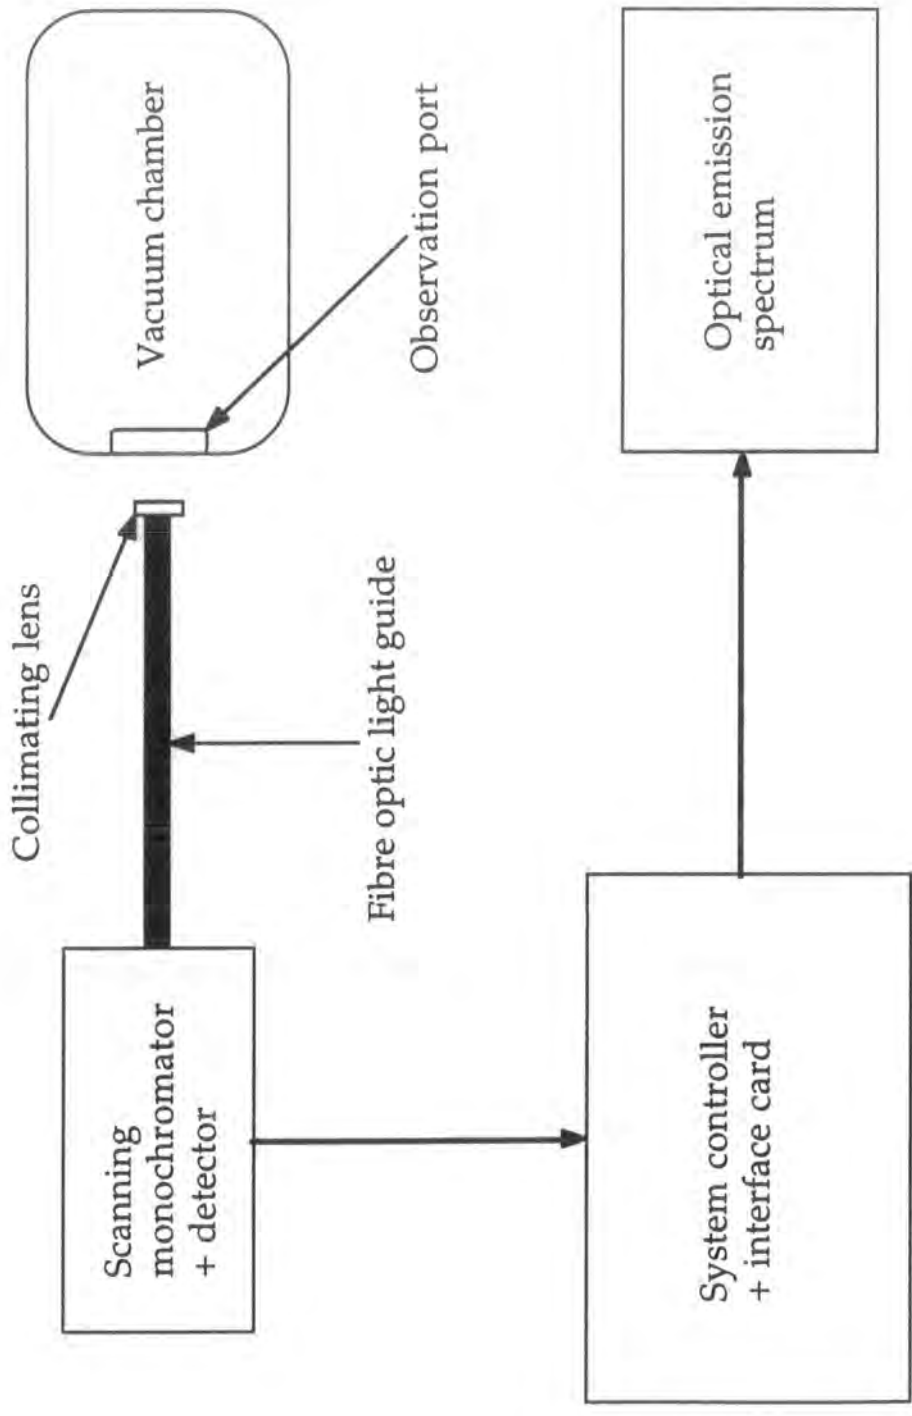 Collimating lens
Vacuum chamber
Scanning
monochromator
+ detector
Fibre optic light guide
Observation port
System controller
+ interface card
Optical emission
spectrum